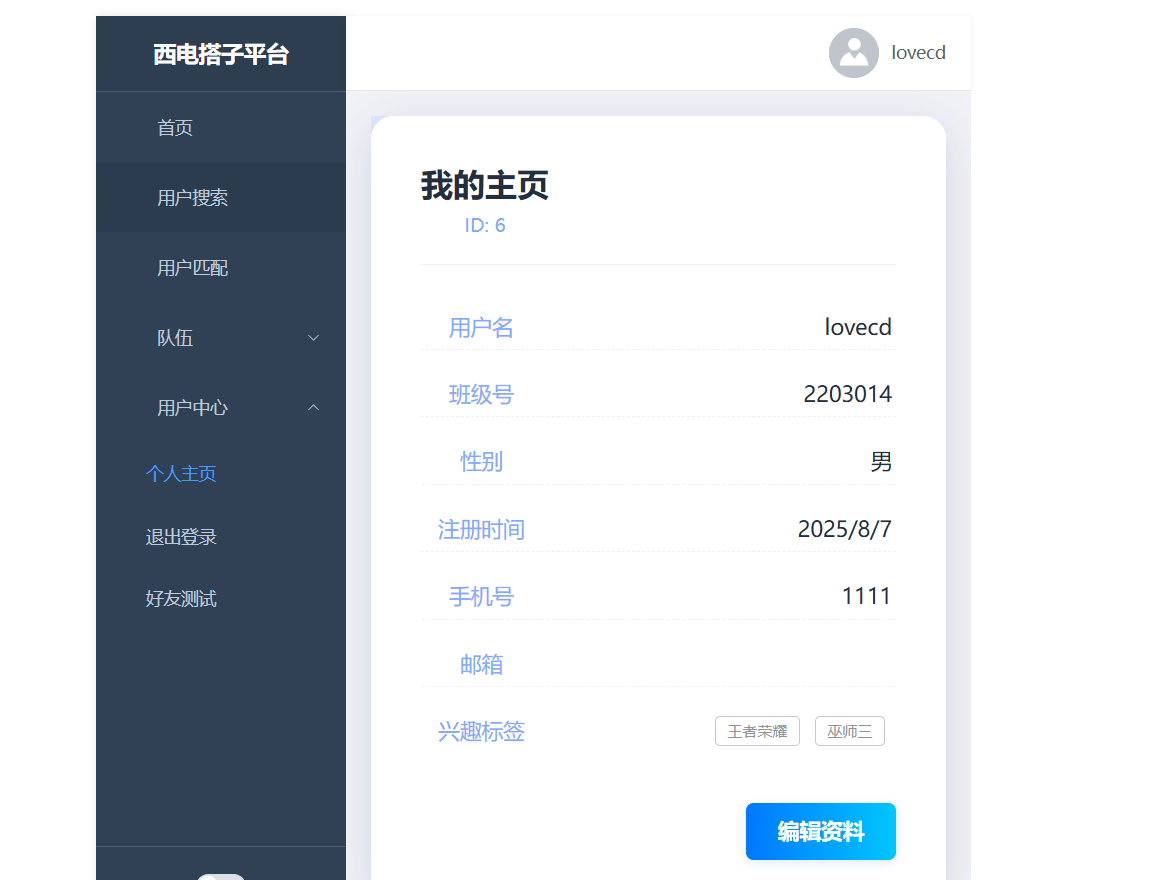 西电搭子平台
lovecd
首页
用户搜索
用户匹配
队伍
用户中心
个人主页
退出登录
好友测试
我的主页
ID: 6
用户名 lovecd
班级号 2203014
性别 男
注册时间 2025/8/7
手机号 1111
邮箱
兴趣标签 王者荣耀 巫师三
编辑资料